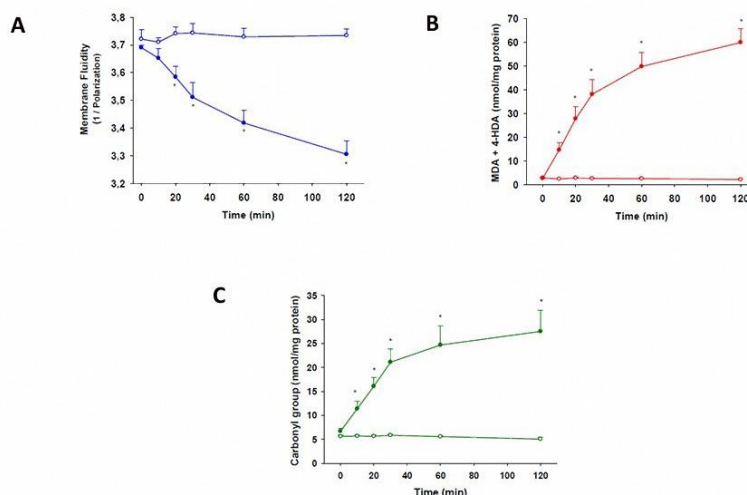 A
Membrane Fluidity
(1 / Polarization)
3,8
3,7
3,6
3,5
3,4
3,3
3,2
*
*
*
*
0 20 40 60 80 100 120
Time (min)
B
MDA + 4-HDA (nmol/mg protein)
70
60
50
40
30
20
10
0
*
*
*
*
*
0 20 40 60 80 100 120
Time (min)
C
Carbonyl group (nmol/mg protein)
35
30
25
20
15
10
5
0
*
*
*
*
*
0 20 40 60 80 100 120
Time (min)